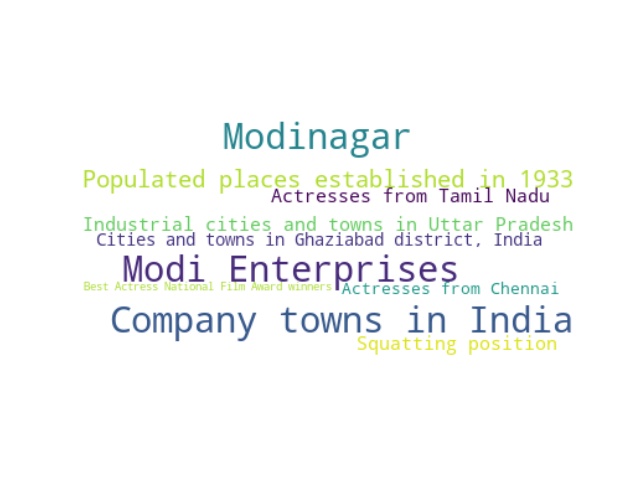 Modinagar
Populated places established in 1933
Actresses from Tamil Nadu
Industrial cities and towns in Uttar Pradesh
Cities and towns in Ghaziabad district, India
Modi Enterprises
Best Actress National Film Award winners
Actresses from Chennai
Company towns in India
Squatting position